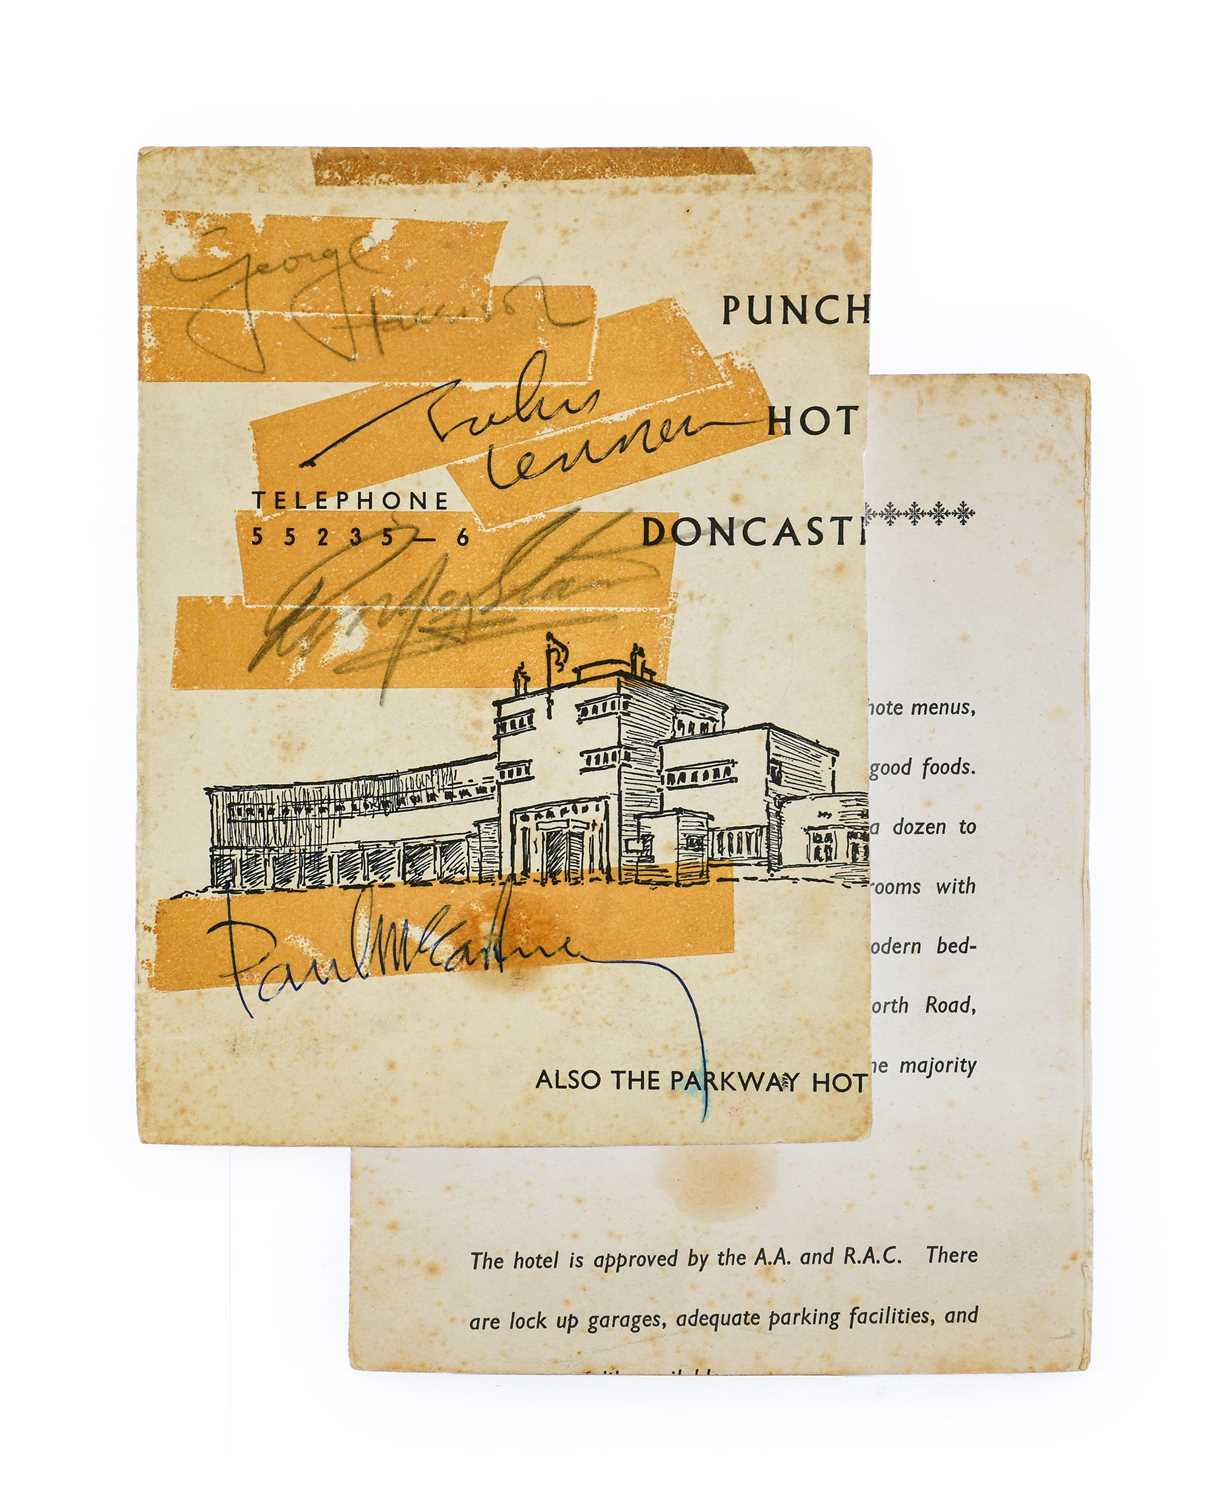 George
Harrison
PUNCH
John
Lennon
HOT
TELEPHONE
55235—6
DONCAST
Ringo Starr
hote menus,
good foods.
a dozen to
rooms with
Paul McCartney
odern bed-
orth Road,
ALSO THE PARKWAY HOT
he majority
The hotel is approved by the A.A. and R.A.C. There
are lock up garages, adequate parking facilities, and